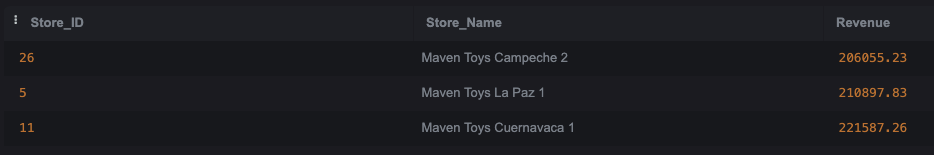 Store_ID Store_Name Revenue
26 Maven Toys Campeche 2 206055.23
5 Maven Toys La Paz 1 210897.83
11 Maven Toys Cuernavaca 1 221587.26